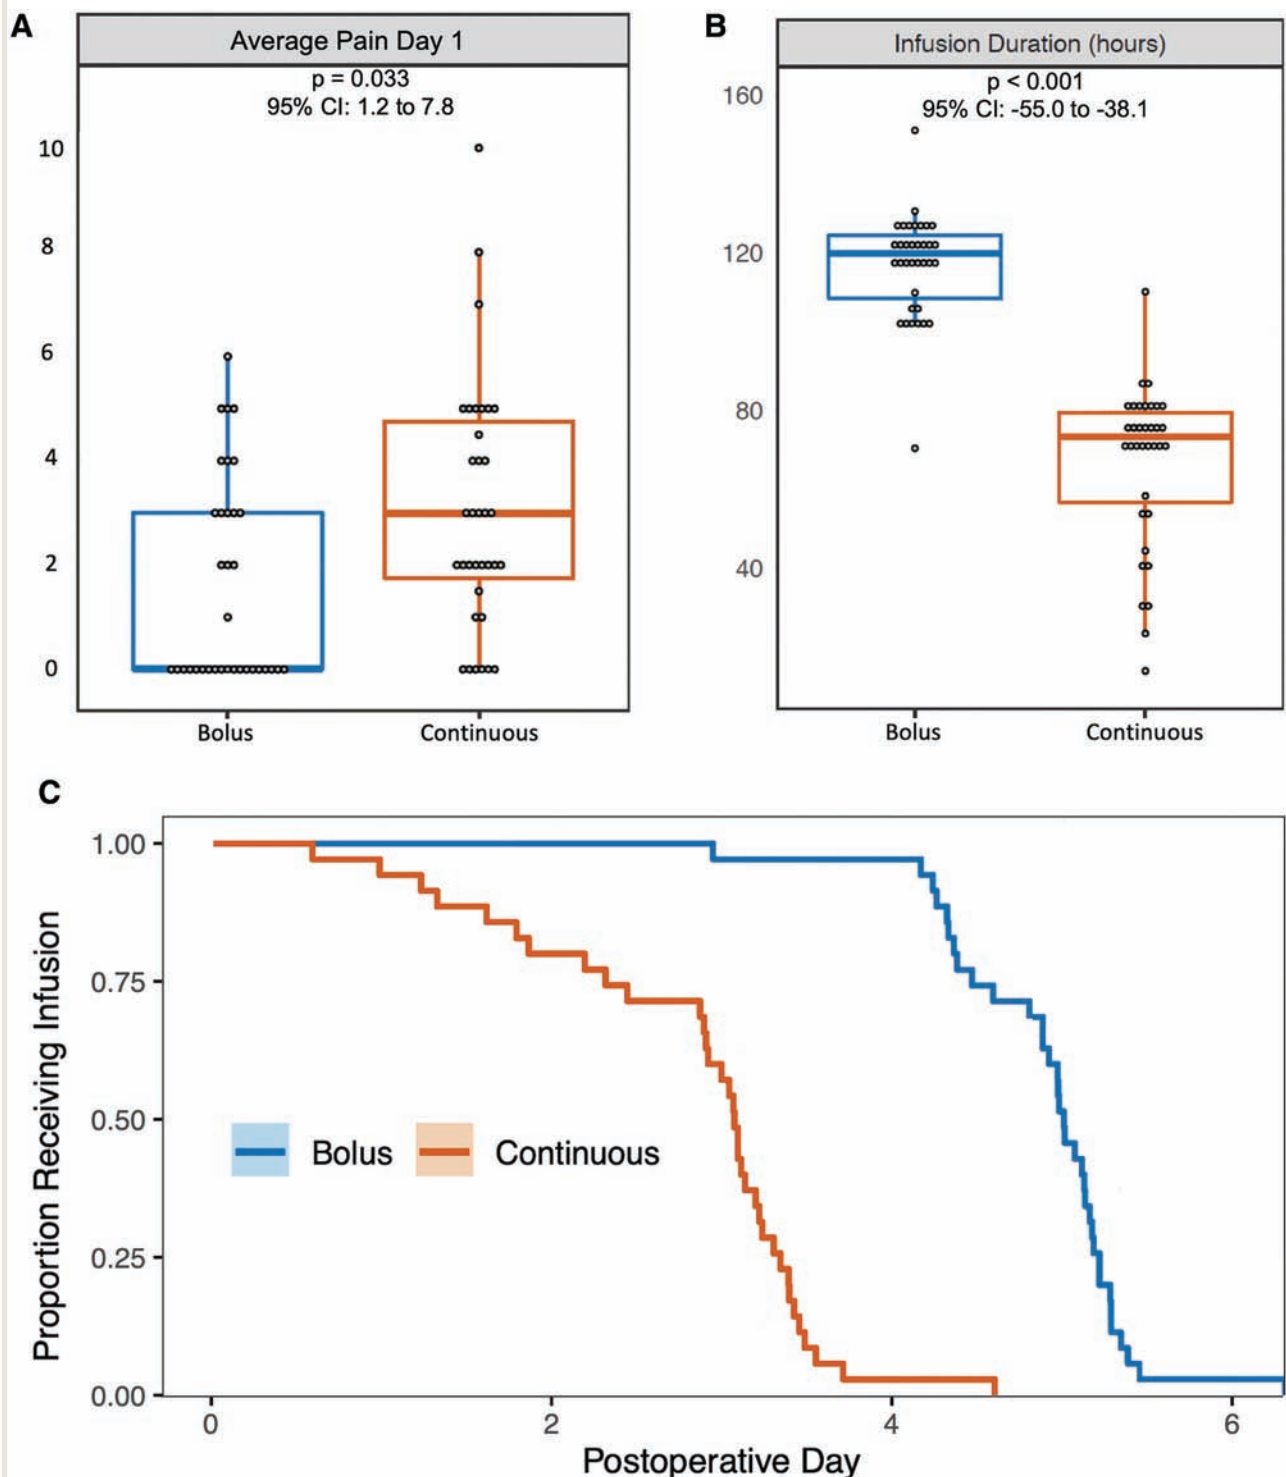 A
Average Pain Day 1
p = 0.033
95% CI: 1.2 to 7.8
10
8
6
4
2
0
Bolus Continuous
B
Infusion Duration (hours)
p < 0.001
95% CI: -55.0 to -38.1
160
120
80
40
Bolus Continuous
C
Proportion Receiving Infusion
1.00
0.75
0.50
0.25
0.00
Bolus Continuous
0 2 4 6
Postoperative Day